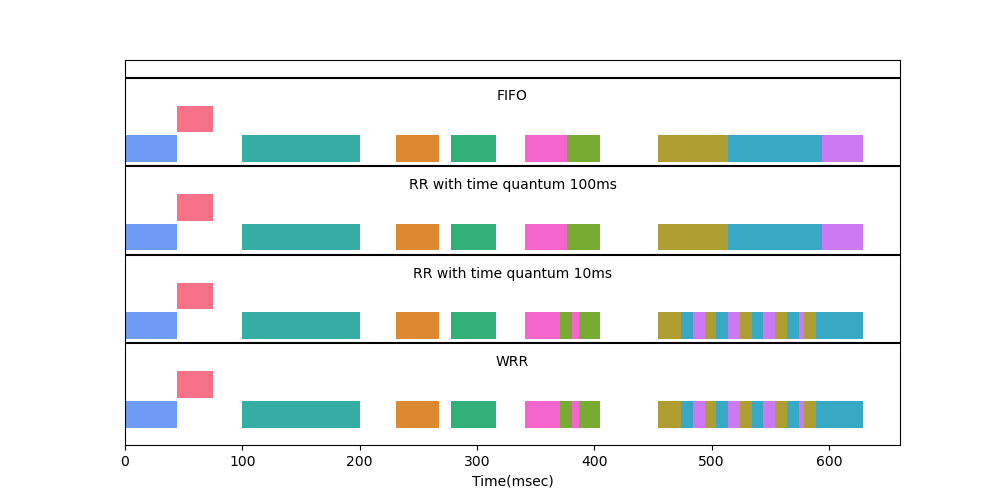 FIFO
RR with time quantum 100ms
RR with time quantum 10ms
WRR
0 100 200 300 400 500 600
Time(msec)